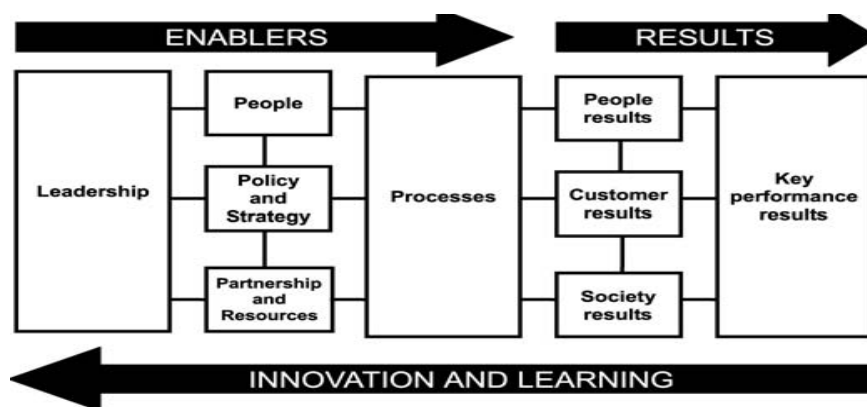 ENABLERS
RESULTS
Leadership
People
Policy
and
Strategy
Partnership
and
Resources
Processes
People
results
Customer
results
Society
results
Key
performance
results
INNOVATION AND LEARNING